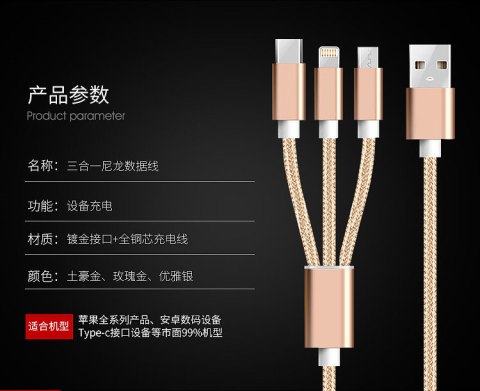 产品参数
Product parameter
名称： 三合一尼龙数据线
功能： 设备充电
材质： 镀金接口+全铜芯充电线
颜色： 土豪金、玫瑰金、优雅银
适合机型
苹果全系列产品、安卓数码设备
Type-c接口设备等市面99%机型